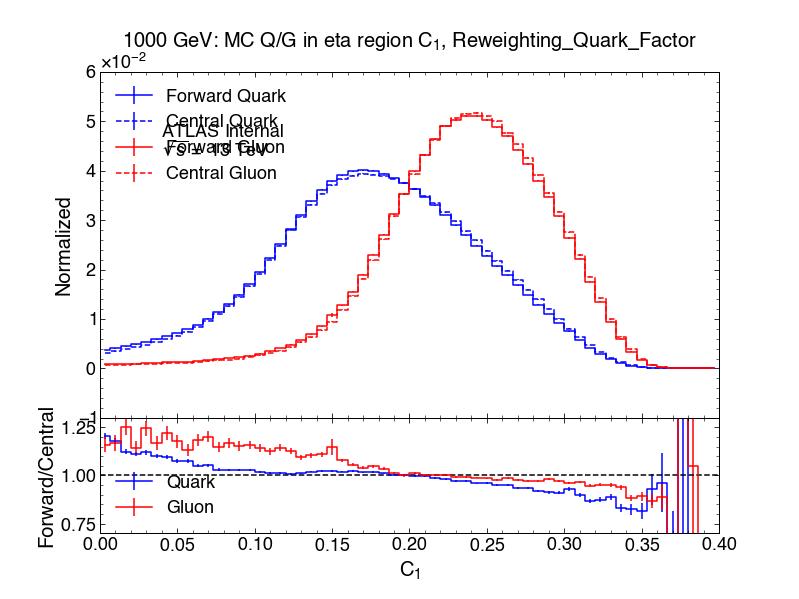 1000 GeV: MC Q/G in eta region C₁, Reweighting_Quark_Factor
×10⁻²
6
5
4
3
2
1
0
−1
Normalized
Forward Quark
Central Quark
ATLAS Internal
Forward Gluon
√s = 13 TeV
Central Gluon
1.25
1.00
0.75
Forward/Central
Quark
Gluon
0.00 0.05 0.10 0.15 0.20 0.25 0.30 0.35 0.40
C₁